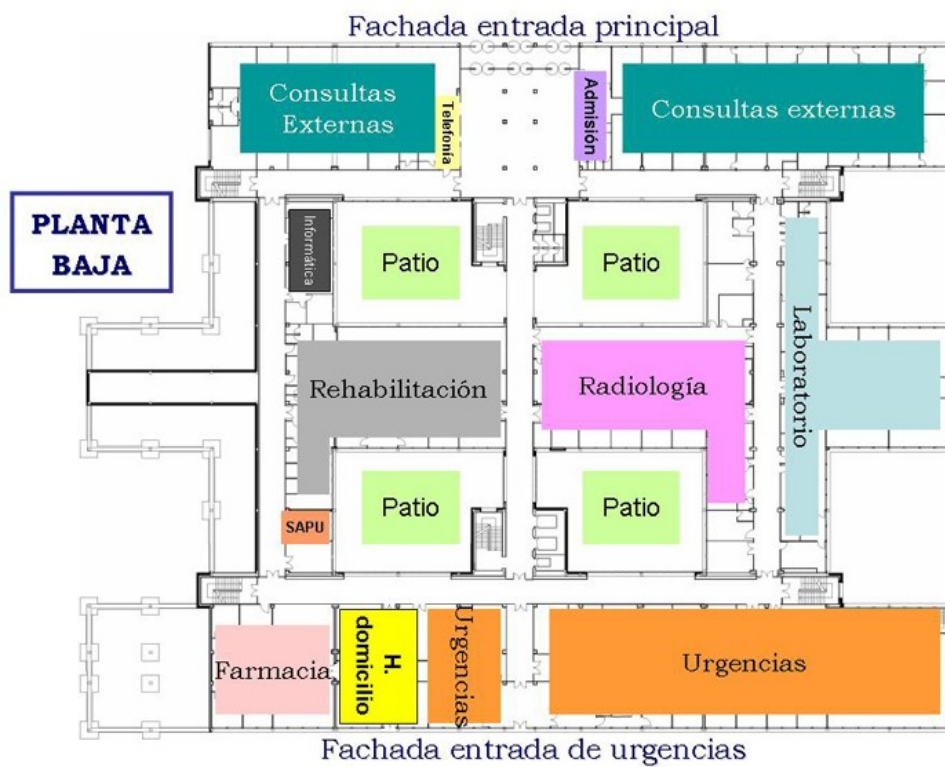 Fachada entrada principal
Consultas
Externas
Telefonía
Admisión
Consultas externas
PLANTA
BAJA
Informática
Patio
Patio
Rehabilitación
Radiología
Laboratorio
Patio
Patio
SAPU
Farmacia
H.
domicilio
Urgencias
Urgencias
Fachada entrada de urgencias